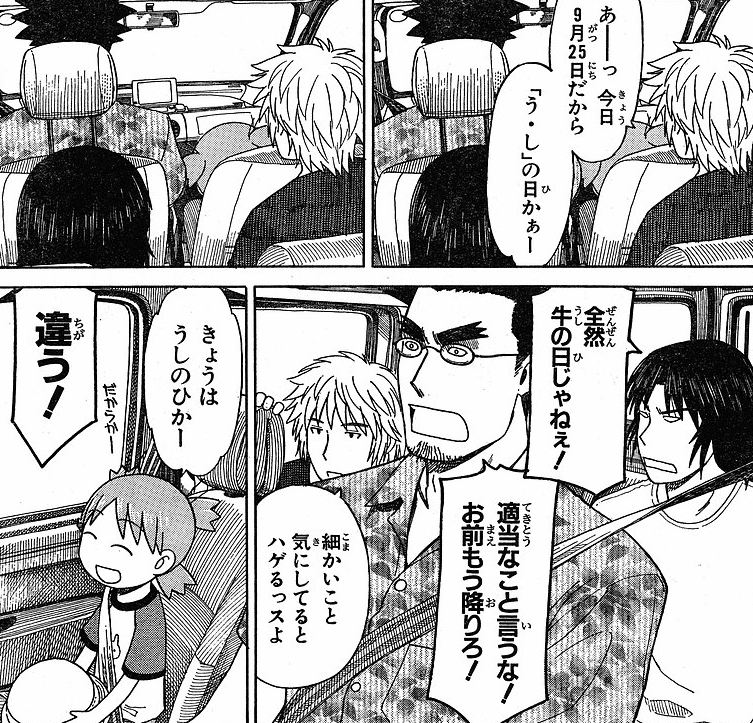 あーーっ 今日
9月25日だから
「う・し」の日かぁー
全然
牛の日じゃねぇ!
適当なこと言うな!
お前もう降りろ!
細かいこと
気にしてると
ハゲるっスよ
きょうは
うしのひかー
だからかー
違う!